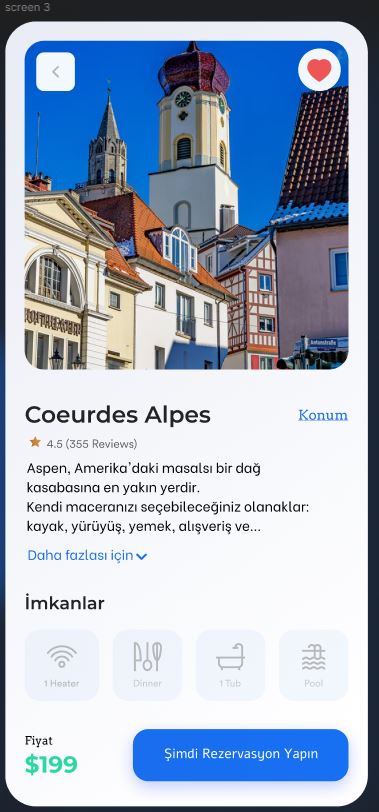 screen 3
APOTHEKE
Antonstraße
Coeurdes Alpes
Konum
4.5 (355 Reviews)
Aspen, Amerika'daki masalsı bir dağ
kasabasına en yakın yerdir.
Kendi maceranızı seçebileceğiniz olanaklar:
kayak, yürüyüş, yemek, alışveriş ve...
Daha fazlası için
İmkanlar
1 Heater
Dinner
1 Tub
Pool
Fiyat
$199
Şimdi Rezervasyon Yapın